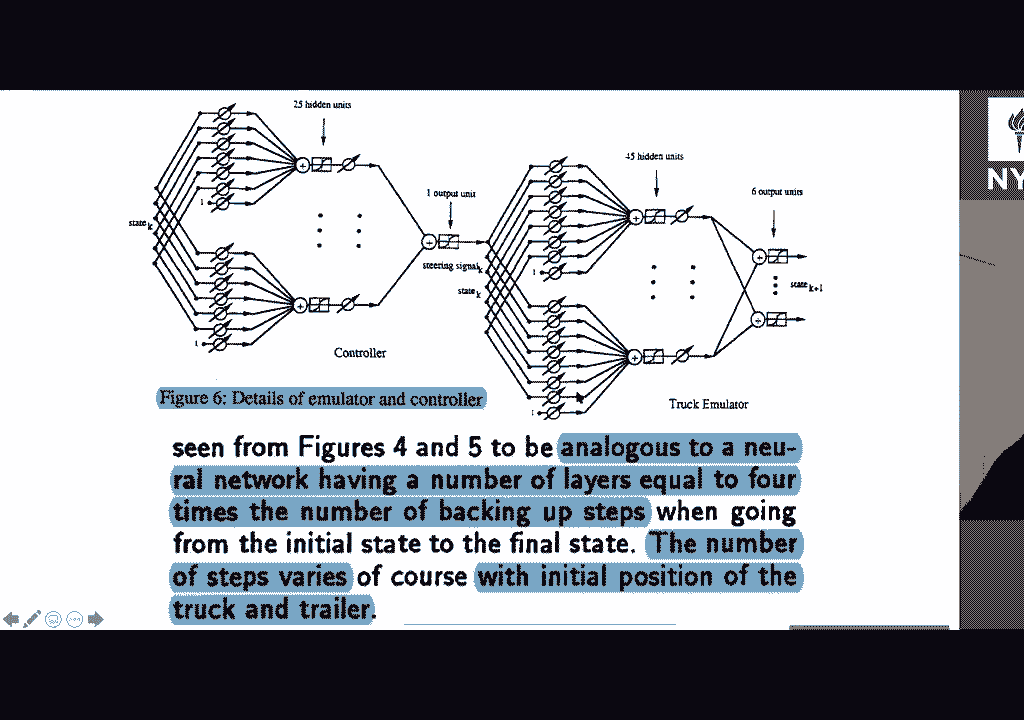 25 hidden units
45 hidden units
1 output unit
6 output units
1
state k
steering signal k
1
state k
state k+1
1
Controller
Truck Emulator
1
Figure 6: Details of emulator and controller
seen from Figures 4 and 5 to be analogous to a neu-
ral network having a number of layers equal to four
times the number of backing up steps when going
from the initial state to the final state. The number
of steps varies of course with initial position of the
truck and trailer.
NY